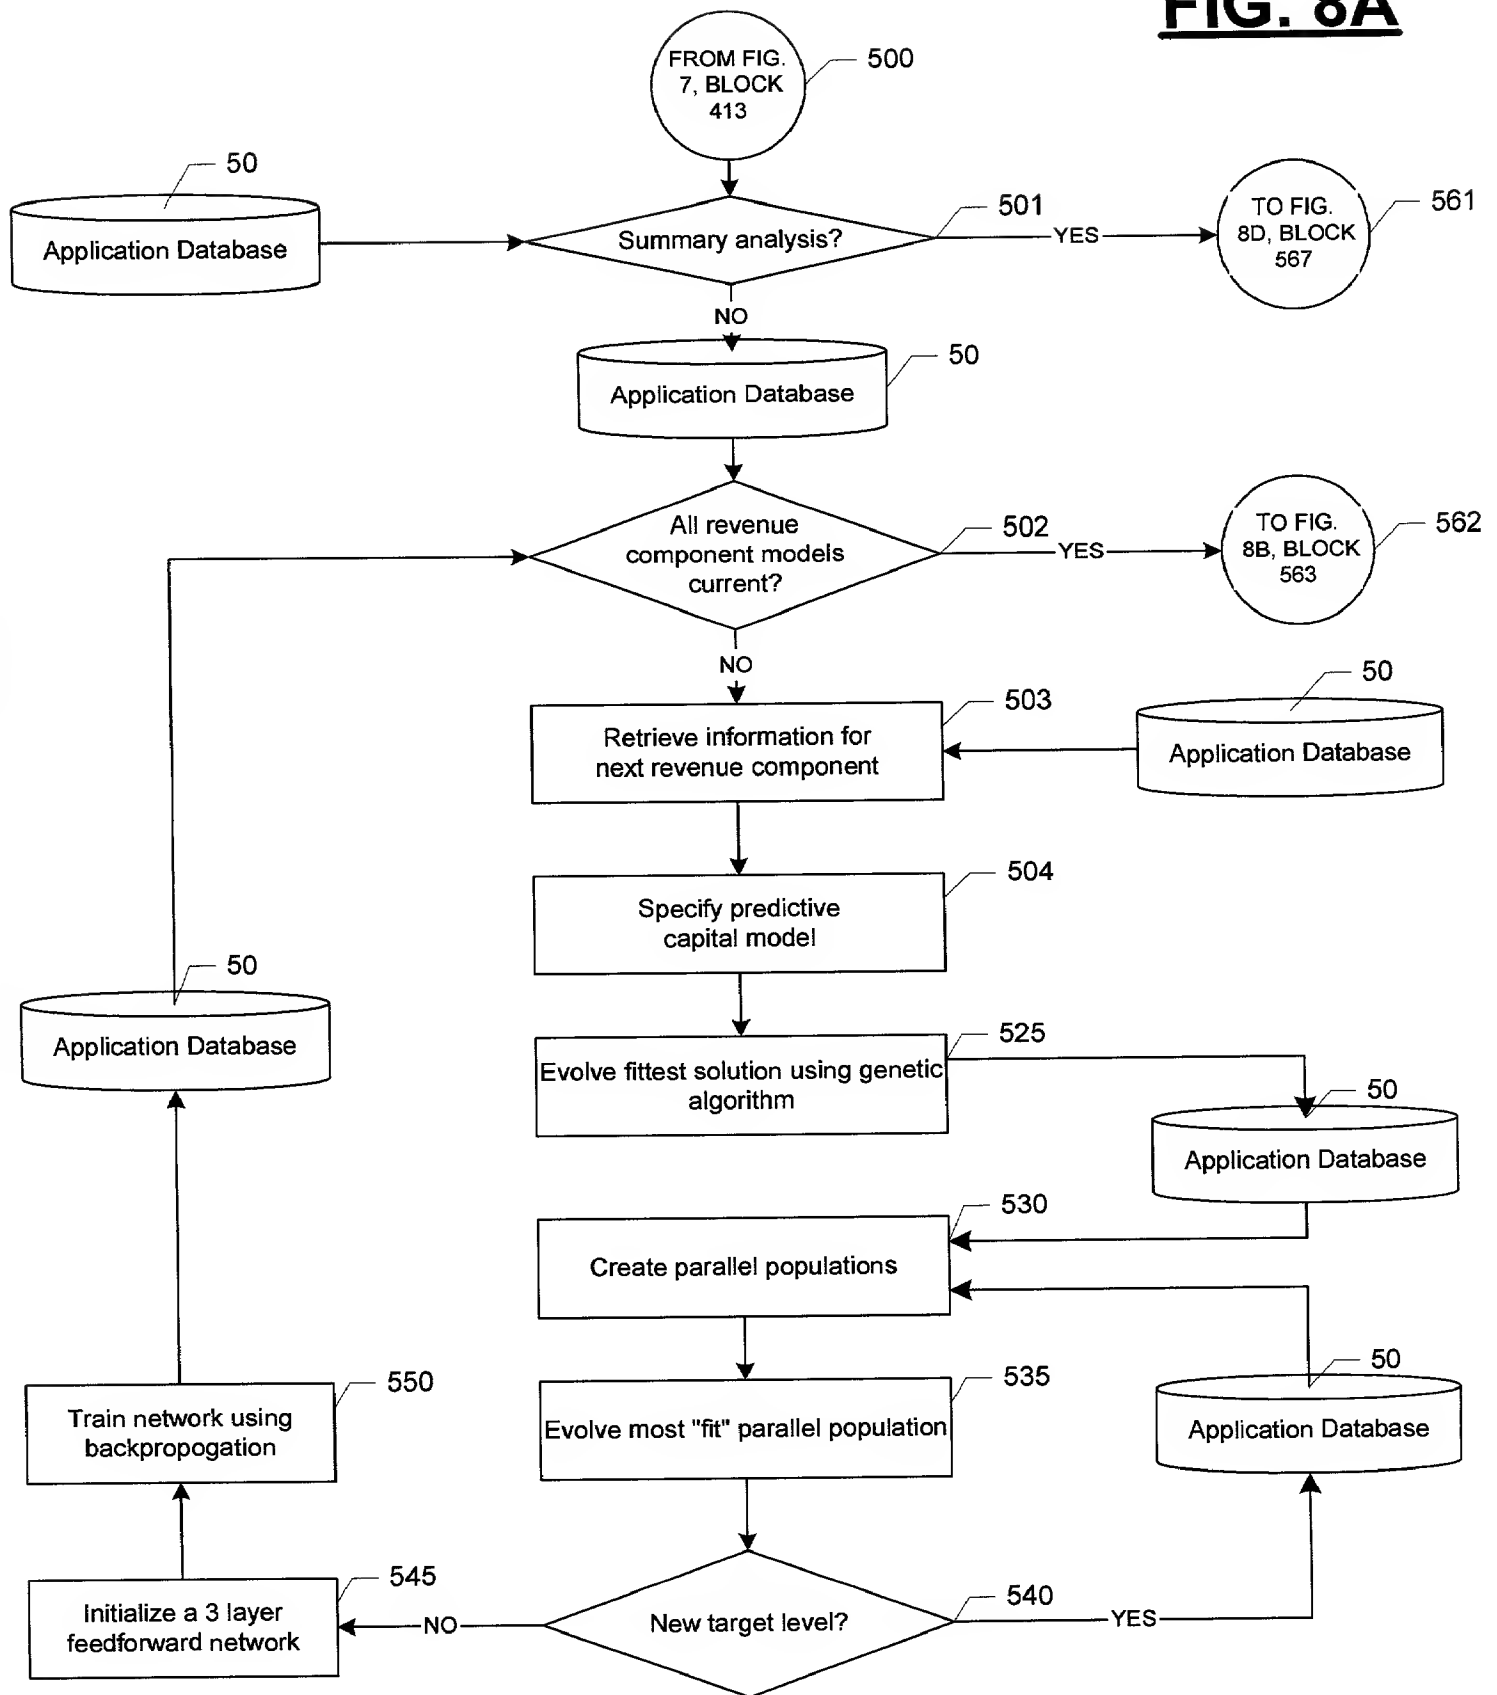 FIG. 8A
FROM FIG.
7, BLOCK
413
500
50
Application Database
Summary analysis?
501
YES
TO FIG.
8D, BLOCK
567
561
NO
50
Application Database
All revenue
component models
current?
502
YES
TO FIG.
8B, BLOCK
563
562
NO
503
Retrieve information for
next revenue component
50
Application Database
504
Specify predictive
capital model
50
Application Database
525
Evolve fittest solution using genetic
algorithm
50
Application Database
530
Create parallel populations
50
Application Database
535
Evolve most "fit" parallel population
550
Train network using
backpropogation
545
Initialize a 3 layer
feedforward network
NO
New target level?
540
YES